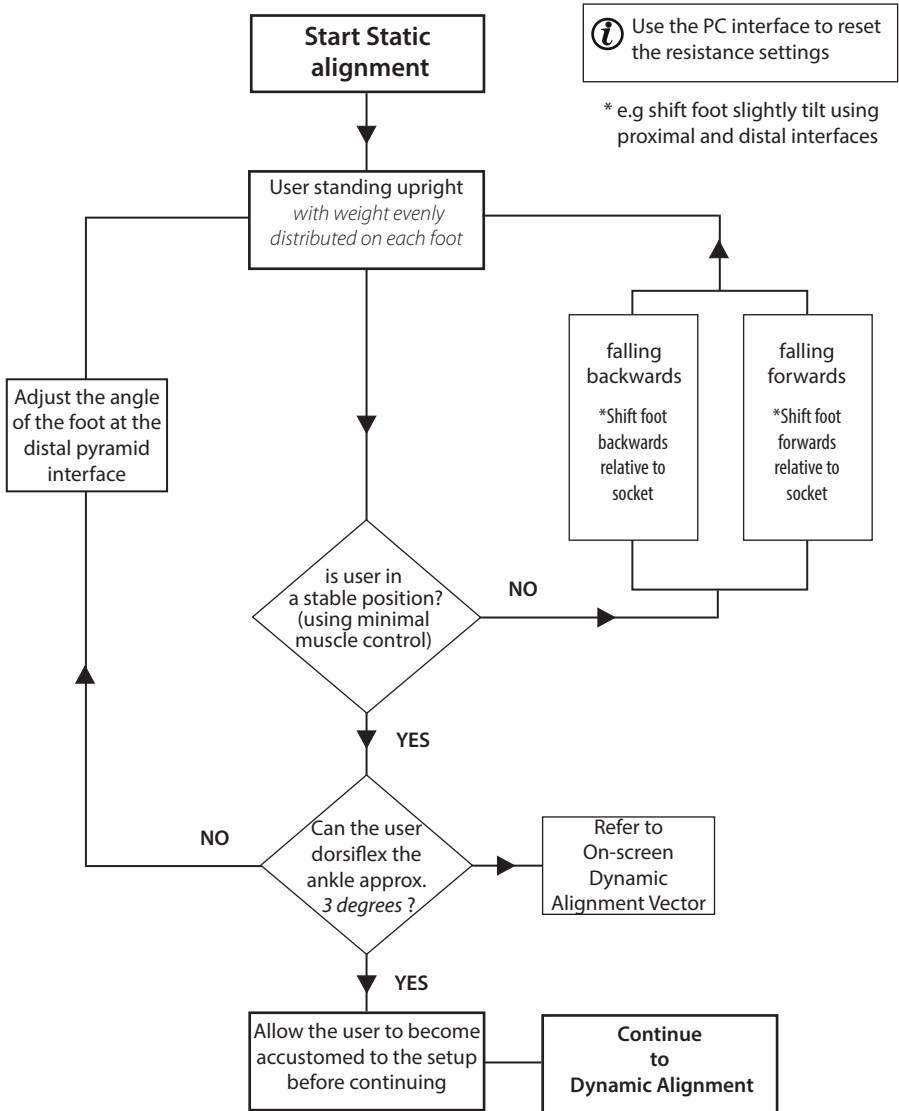 Start Static
alignment
i Use the PC interface to reset
the resistance settings
* e.g shift foot slightly tilt using
proximal and distal interfaces
User standing upright
with weight evenly
distributed on each foot
falling
backwards
*Shift foot
backwards
relative to
socket
falling
forwards
*Shift foot
forwards
relative to
socket
Adjust the angle
of the foot at the
distal pyramid
interface
is user in
a stable position?
(using minimal
muscle control)
NO
YES
NO
Can the user
dorsiflex the
ankle approx.
3 degrees ?
Refer to
On-screen
Dynamic
Alignment Vector
YES
Allow the user to become
accustomed to the setup
before continuing
Continue
to
Dynamic Alignment